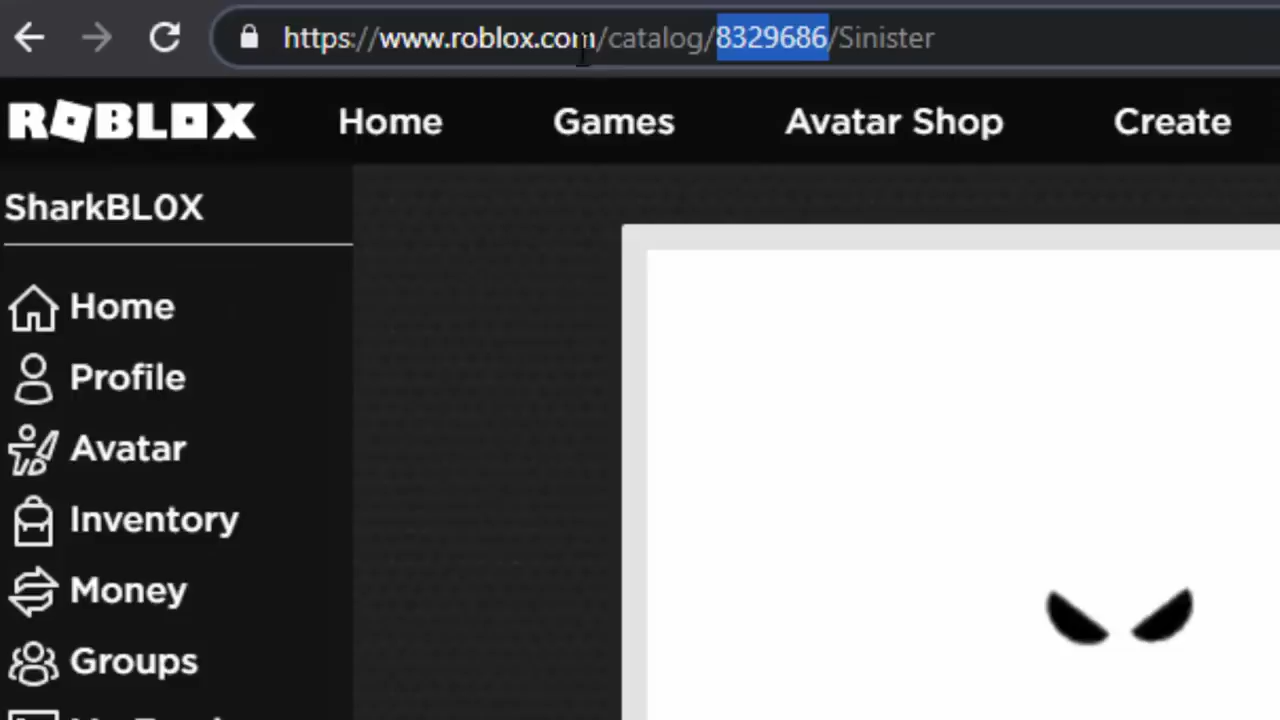 https://www.roblox.com/catalog/8329686/Sinister
ROBLOX Home Games Avatar Shop Create
SharkBLOX
Home
Profile
Avatar
Inventory
Money
Groups